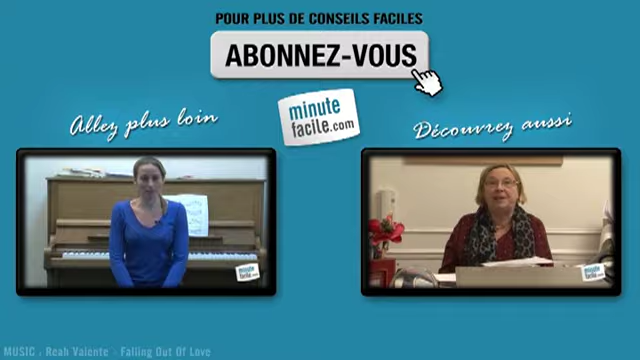 POUR PLUS DE CONSEILS FACILES
ABONNEZ-VOUS
minute
facile.com
Allez plus loin
Découvrez aussi
minute
facile.com
minute
facile.com
MUSIC : Reah Valente - Falling Out Of Love